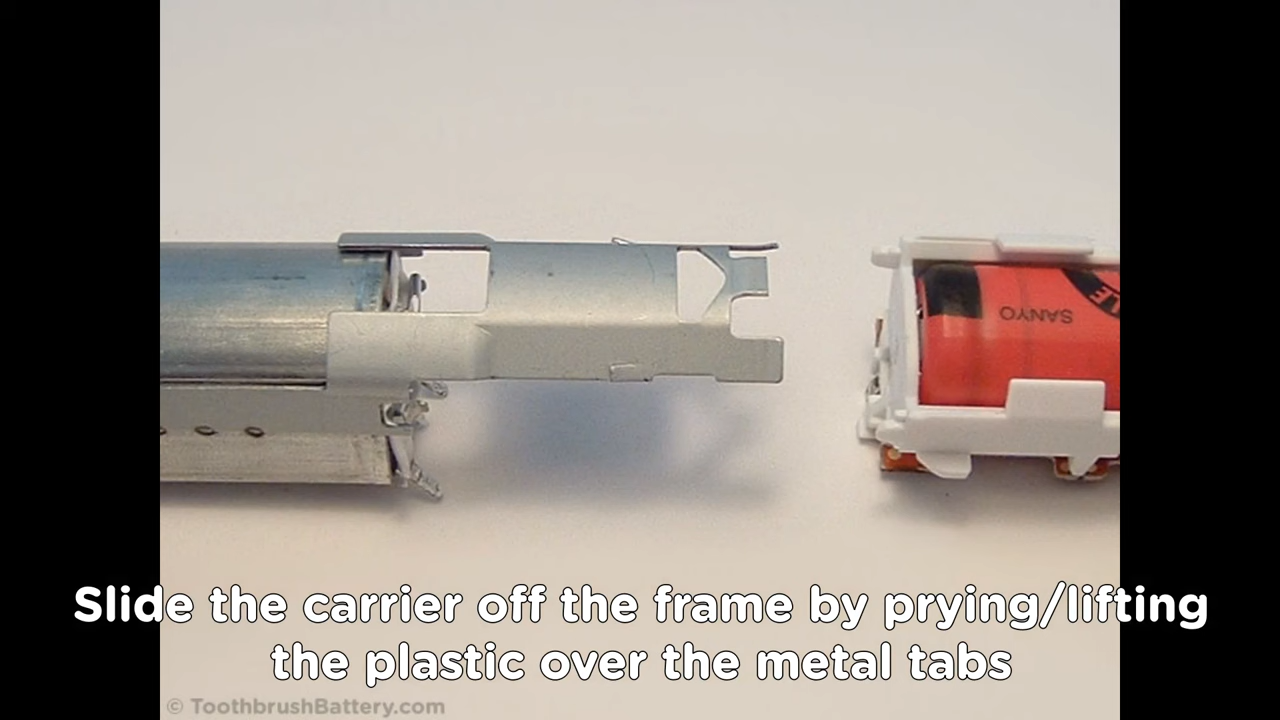 SANYO
Slide the carrier off the frame by prying/lifting
the plastic over the metal tabs
© ToothbrushBattery.com